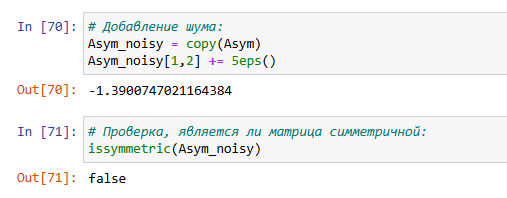 In [70]: # Добавление шума:
Asym_noisy = copy(Asym)
Asym_noisy[1,2] += 5eps()
Out[70]: -1.3900747021164384
In [71]: # Проверка, является ли матрица симметричной:
issymmetric(Asym_noisy)
Out[71]: false